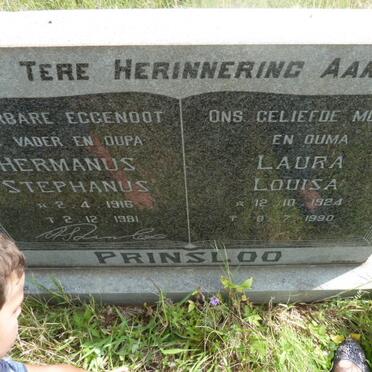 TERE HERINNERING AAN
RBARE EGGENOOT
VADER EN OUPA
HERMANUS
STEPHANUS
* 2.4.1916
T 2.12.1981
ONS GELIEFDE MO
EN OUMA
LAURA
LOUISA
* 12.10.1924
T 8.7.1990
PRINSLOO